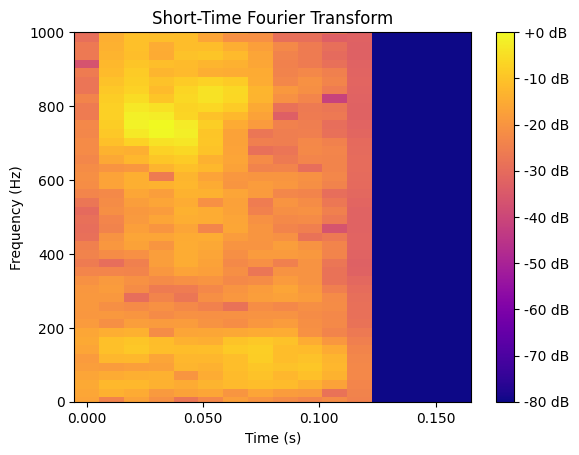 Short-Time Fourier Transform
Frequency (Hz)
1000
800
600
400
200
0
0.000
0.050
0.100
0.150
Time (s)
+0 dB
-10 dB
-20 dB
-30 dB
-40 dB
-50 dB
-60 dB
-70 dB
-80 dB